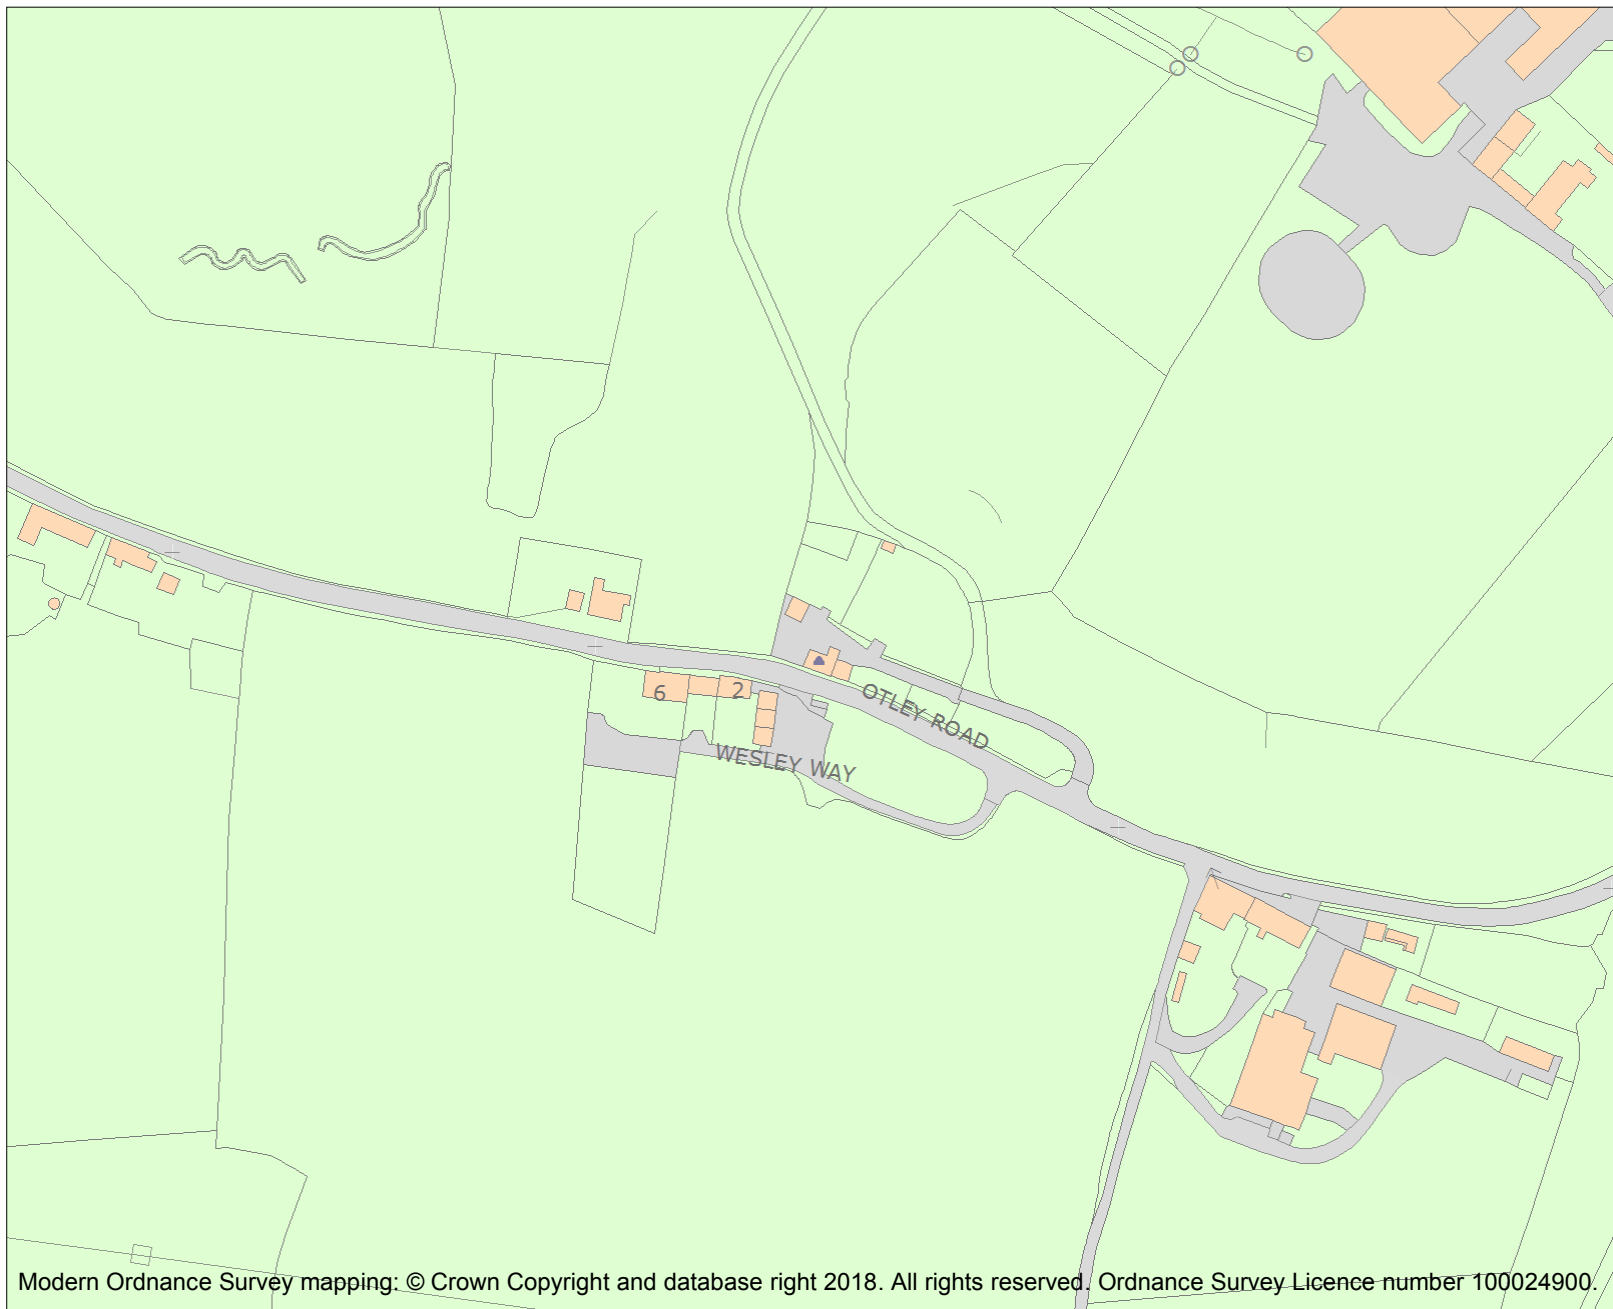 6
2
OTLEY ROAD
WESLEY WAY
Modern Ordnance Survey mapping: © Crown Copyright and database right 2018. All rights reserved. Ordnance Survey Licence number 100024900.